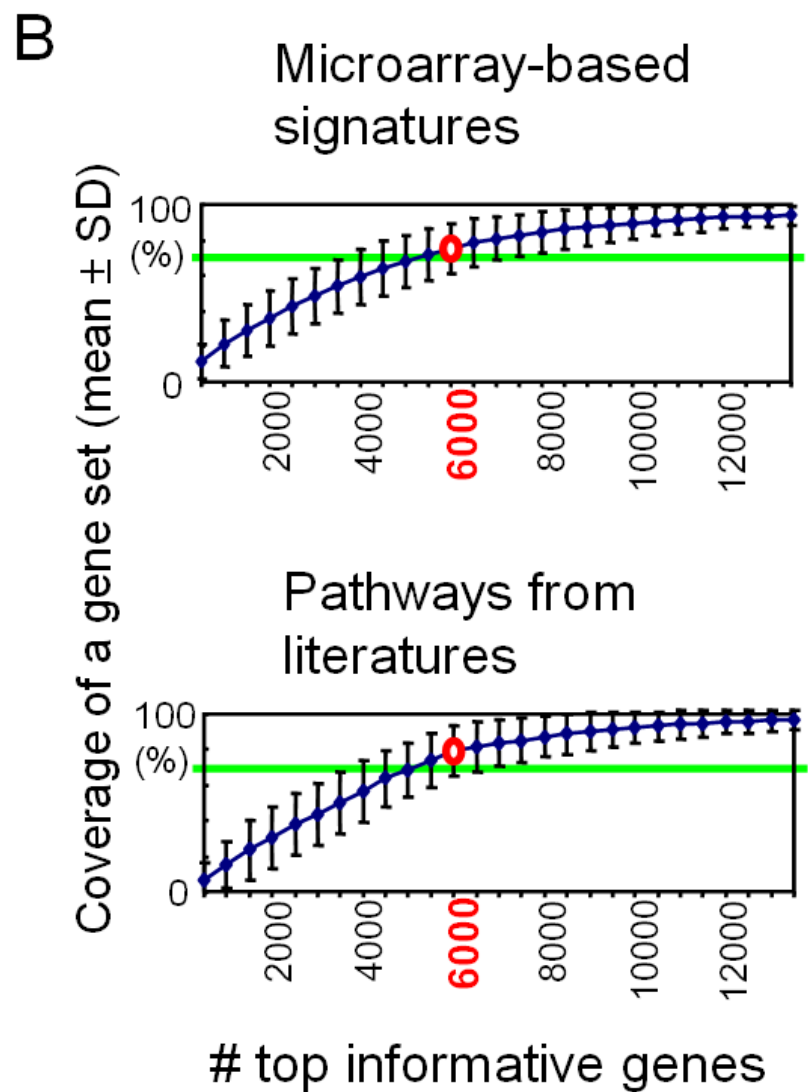 B
Microarray-based
signatures
Coverage of a gene set (mean ± SD)
100
(%)
0
2000
4000
6000
8000
10000
12000
Pathways from
literatures
100
(%)
0
2000
4000
6000
8000
10000
12000
# top informative genes